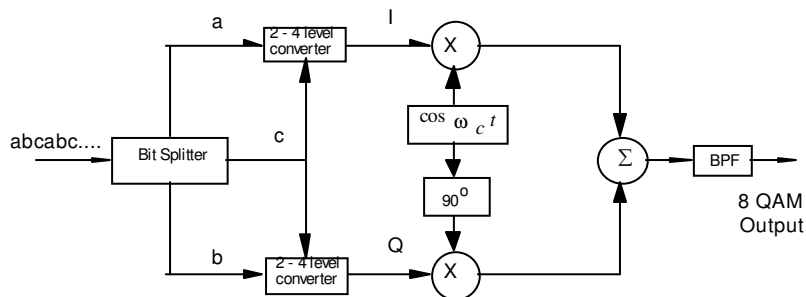 a
2 - 4 level
converter
I
X
cos ω c t
c
abcabc....
Bit Splitter
Σ
BPF
90o
8 QAM
Output
b
2 - 4 level
converter
Q
X